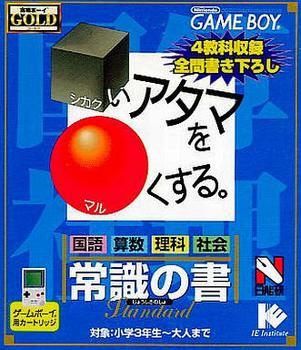 GOLD
Nintendo
GAME BOY
4教科収録
全問書き下ろし
シカクいアタマを
マルくする。
国語 算数 理科 社会
常識の書
じょうしきのしょ
Standard
ゲームボーイ
用カートリッジ
対象:小学3年生~大人まで
N
日能研
IE Institute